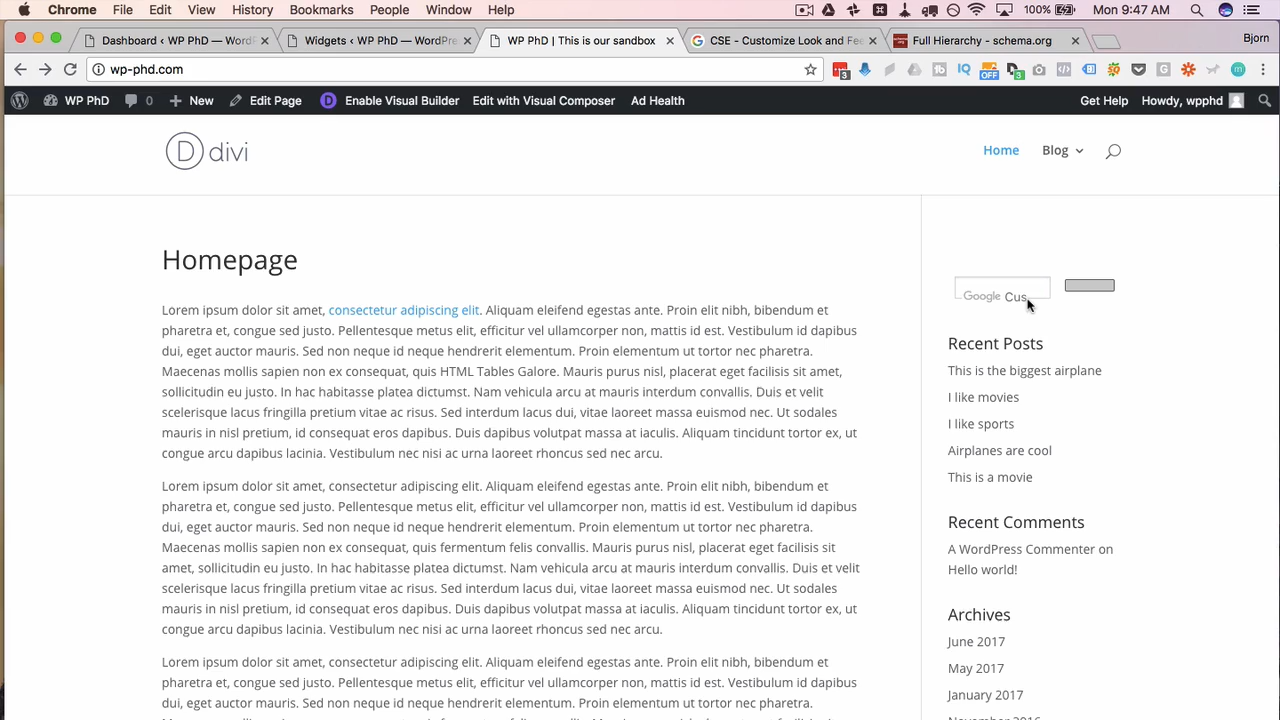 Chrome File Edit View History Bookmarks People Window Help 100% Mon 9:47 AM
Dashboard ‹ WP PhD — WordP Widgets ‹ WP PhD — WordPre WP PhD | This is our sandbox CSE - Customize Look and Fee Full Hierarchy - schema.org Bjorn
wp-phd.com 3 OFF 3
WP PhD 0 New Edit Page Enable Visual Builder Edit with Visual Composer Ad Health Get Help Howdy, wpphd
D divi Home Blog
Homepage
Google Cus
Lorem ipsum dolor sit amet, consectetur adipiscing elit. Aliquam eleifend egestas ante. Proin elit nibh, bibendum et
pharetra et, congue sed justo. Pellentesque metus elit, efficitur vel ullamcorper non, mattis id est. Vestibulum id dapibus
dui, eget auctor mauris. Sed non neque id neque hendrerit elementum. Proin elementum ut tortor nec pharetra.
Maecenas mollis sapien non ex consequat, quis HTML Tables Galore. Mauris purus nisl, placerat eget facilisis sit amet,
sollicitudin eu justo. In hac habitasse platea dictumst. Nam vehicula arcu at mauris interdum convallis. Duis et velit
scelerisque lacus fringilla pretium vitae ac risus. Sed interdum lacus dui, vitae laoreet massa euismod nec. Ut sodales
mauris in nisl pretium, id consequat eros dapibus. Duis dapibus volutpat massa at iaculis. Aliquam tincidunt tortor ex, ut
congue arcu dapibus lacinia. Vestibulum nec nisi ac urna laoreet rhoncus sed nec arcu.
Lorem ipsum dolor sit amet, consectetur adipiscing elit. Aliquam eleifend egestas ante. Proin elit nibh, bibendum et
pharetra et, congue sed justo. Pellentesque metus elit, efficitur vel ullamcorper non, mattis id est. Vestibulum id dapibus
dui, eget auctor mauris. Sed non neque id neque hendrerit elementum. Proin elementum ut tortor nec pharetra.
Maecenas mollis sapien non ex consequat, quis fermentum felis convallis. Mauris purus nisl, placerat eget facilisis sit
amet, sollicitudin eu justo. In hac habitasse platea dictumst. Nam vehicula arcu at mauris interdum convallis. Duis et velit
scelerisque lacus fringilla pretium vitae ac risus. Sed interdum lacus dui, vitae laoreet massa euismod nec. Ut sodales
mauris in nisl pretium, id consequat eros dapibus. Duis dapibus volutpat massa at iaculis. Aliquam tincidunt tortor ex, ut
congue arcu dapibus lacinia. Vestibulum nec nisi ac urna laoreet rhoncus sed nec arcu.
Lorem ipsum dolor sit amet, consectetur adipiscing elit. Aliquam eleifend egestas ante. Proin elit nibh, bibendum et
pharetra et, congue sed justo. Pellentesque metus elit, efficitur vel ullamcorper non, mattis id est. Vestibulum id dapibus
dui, eget auctor mauris. Sed non neque id neque hendrerit elementum. Proin elementum ut tortor nec pharetra.
Recent Posts
This is the biggest airplane
I like movies
I like sports
Airplanes are cool
This is a movie
Recent Comments
A WordPress Commenter on
Hello world!
Archives
June 2017
May 2017
January 2017